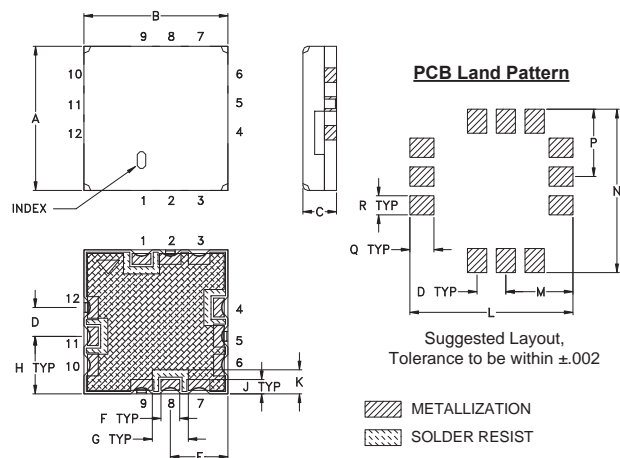 B
9 8 7
10
11
12
6
5
4
A
INDEX
1 2 3
C
PCB Land Pattern
P
N
R TYP
Q TYP
D TYP
M
L
Suggested Layout,
Tolerance to be within ±.002
METALLIZATION
SOLDER RESIST
1 2 3
12
11
10
4
5
6
D
H TYP
J TYP
K
9 8 7
F TYP
G TYP
E